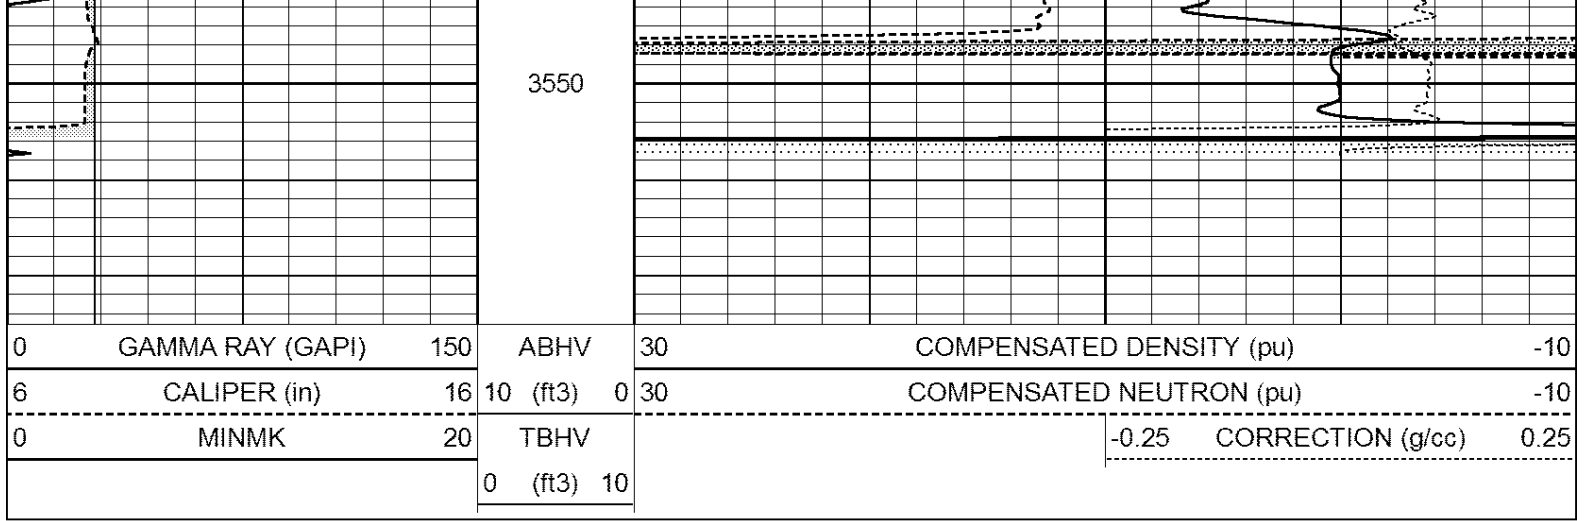 3550
0 GAMMA RAY (GAPI) 150 ABHV 30 COMPENSATED DENSITY (pu) -10
6 CALIPER (in) 16 10 (ft3) 0 30 COMPENSATED NEUTRON (pu) -10
0 MINMK 20 TBHV -0.25 CORRECTION (g/cc) 0.25
0 (ft3) 10